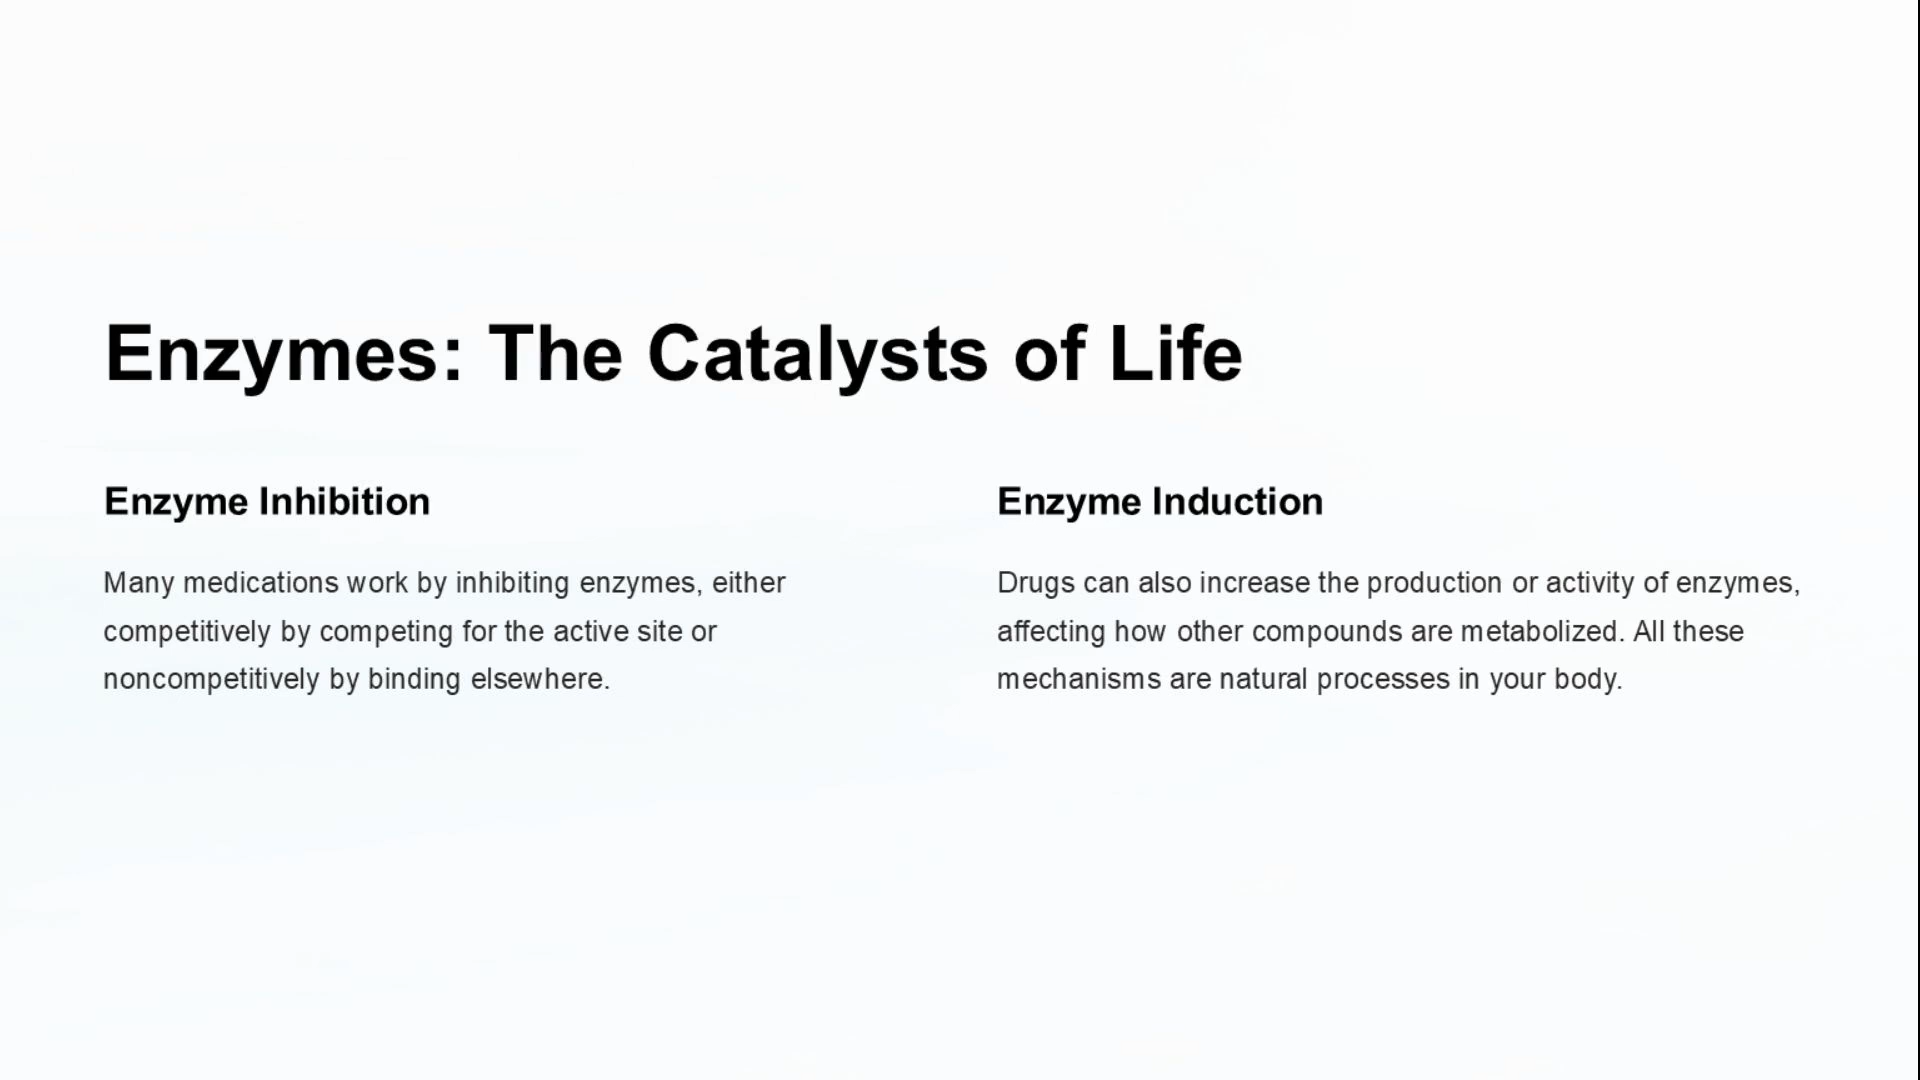 Enzymes: The Catalysts of Life
Enzyme Inhibition
Many medications work by inhibiting enzymes, either
competitively by competing for the active site or
noncompetitively by binding elsewhere.
Enzyme Induction
Drugs can also increase the production or activity of enzymes,
affecting how other compounds are metabolized. All these
mechanisms are natural processes in your body.